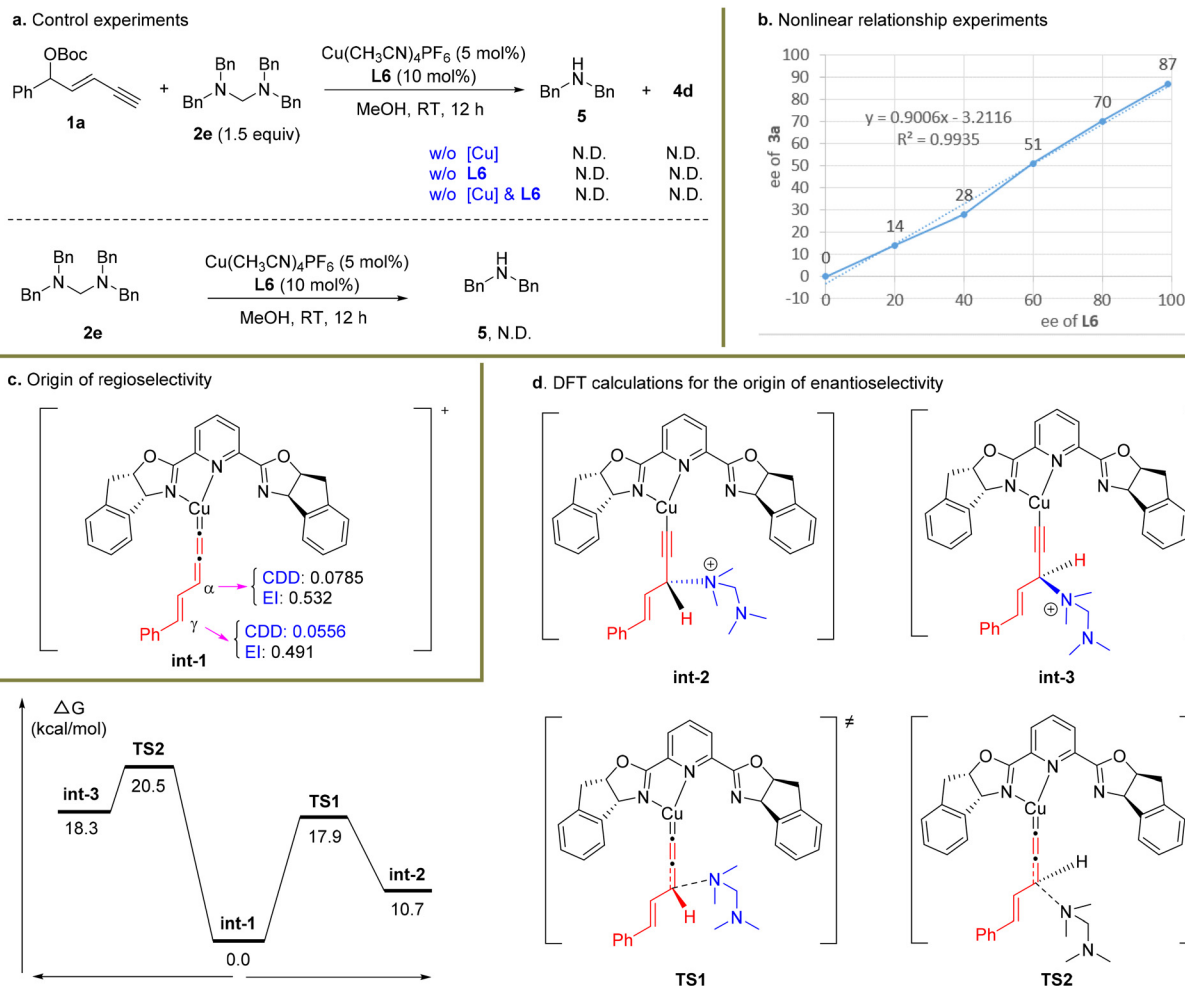 a. Control experiments
OBoc
Ph
1a
+
Bn Bn
N N
Bn Bn
2e (1.5 equiv)
Cu(CH3CN)4PF6 (5 mol%)
L6 (10 mol%)
MeOH, RT, 12 h
H
N
Bn Bn
5
+ 4d
w/o [Cu] N.D. N.D.
w/o L6 N.D. N.D.
w/o [Cu] & L6 N.D. N.D.
Bn Bn
N N
Bn Bn
2e
Cu(CH3CN)4PF6 (5 mol%)
L6 (10 mol%)
MeOH, RT, 12 h
H
N
Bn Bn
5, N.D.
b. Nonlinear relationship experiments
ee of 3a
100
90
80
70
60
50
40
30
20
10
0
-10
y = 0.9006x - 3.2116
R² = 0.9935
0
14
28
51
70
87
0 20 40 60 80 100
ee of L6
c. Origin of regioselectivity
+
O N O
N N
Cu
α
CDD: 0.0785
EI: 0.532
γ
CDD: 0.0556
EI: 0.491
Ph
int-1
d. DFT calculations for the origin of enantioselectivity
O N O
N N
Cu
⊕
N
H
N
Ph
int-2
O N O
N N
Cu
H
N
⊕
N
Ph
int-3
△G
(kcal/mol)
int-3
18.3
TS2
20.5
int-1
0.0
TS1
17.9
int-2
10.7
≠
O N O
N N
Cu
N
H
N
Ph
TS1
O N O
N N
Cu
H
N
N
Ph
TS2